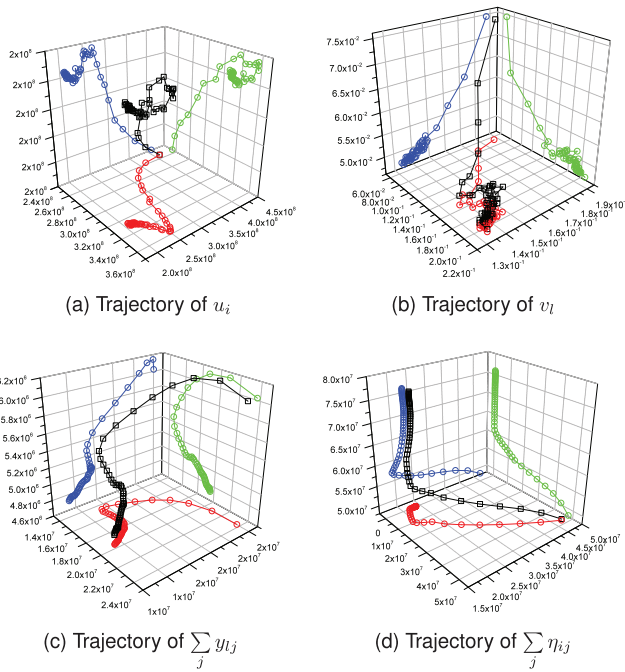 2x10⁸
2x10⁸
2x10⁸
2x10⁸
2x10⁸
2x10⁸
2.4x10⁸
2.6x10⁸
2.8x10⁸
3.0x10⁸
3.2x10⁸
3.4x10⁸
3.6x10⁸
2.0x10⁸
2.5x10⁸
3.0x10⁸
3.5x10⁸
4.0x10⁸
4.5x10⁸
(a) Trajectory of uᵢ
7.5x10⁻²
7.0x10⁻²
6.5x10⁻²
6.0x10⁻²
5.5x10⁻²
5.0x10⁻²
6.0x10⁻²
8.0x10⁻²
1.0x10⁻¹
1.2x10⁻¹
1.4x10⁻¹
1.6x10⁻¹
1.8x10⁻¹
2.0x10⁻¹
2.2x10⁻¹
1.3x10⁻¹
1.4x10⁻¹
1.5x10⁻¹
1.6x10⁻¹
1.7x10⁻¹
1.8x10⁻¹
1.9x10⁻¹
(b) Trajectory of vₗ
6.2x10⁶
6.0x10⁶
5.8x10⁶
5.6x10⁶
5.4x10⁶
5.2x10⁶
5.0x10⁶
4.8x10⁶
4.6x10⁶
1.4x10⁷
1.6x10⁷
1.8x10⁷
2.0x10⁷
2.2x10⁷
2.4x10⁷
1x10⁷
1x10⁷
1x10⁷
2x10⁷
2x10⁷
2x10⁷
(c) Trajectory of ∑ⱼ yₗⱼ
8.0x10⁷
7.5x10⁷
7.0x10⁷
6.5x10⁷
6.0x10⁷
5.5x10⁷
5.0x10⁷
0
1x10⁷
2x10⁷
3x10⁷
4x10⁷
5x10⁷
1.5x10⁷
2.0x10⁷
2.5x10⁷
3.0x10⁷
3.5x10⁷
4.0x10⁷
4.5x10⁷
5.0x10⁷
(d) Trajectory of ∑ⱼ ηᵢⱼ